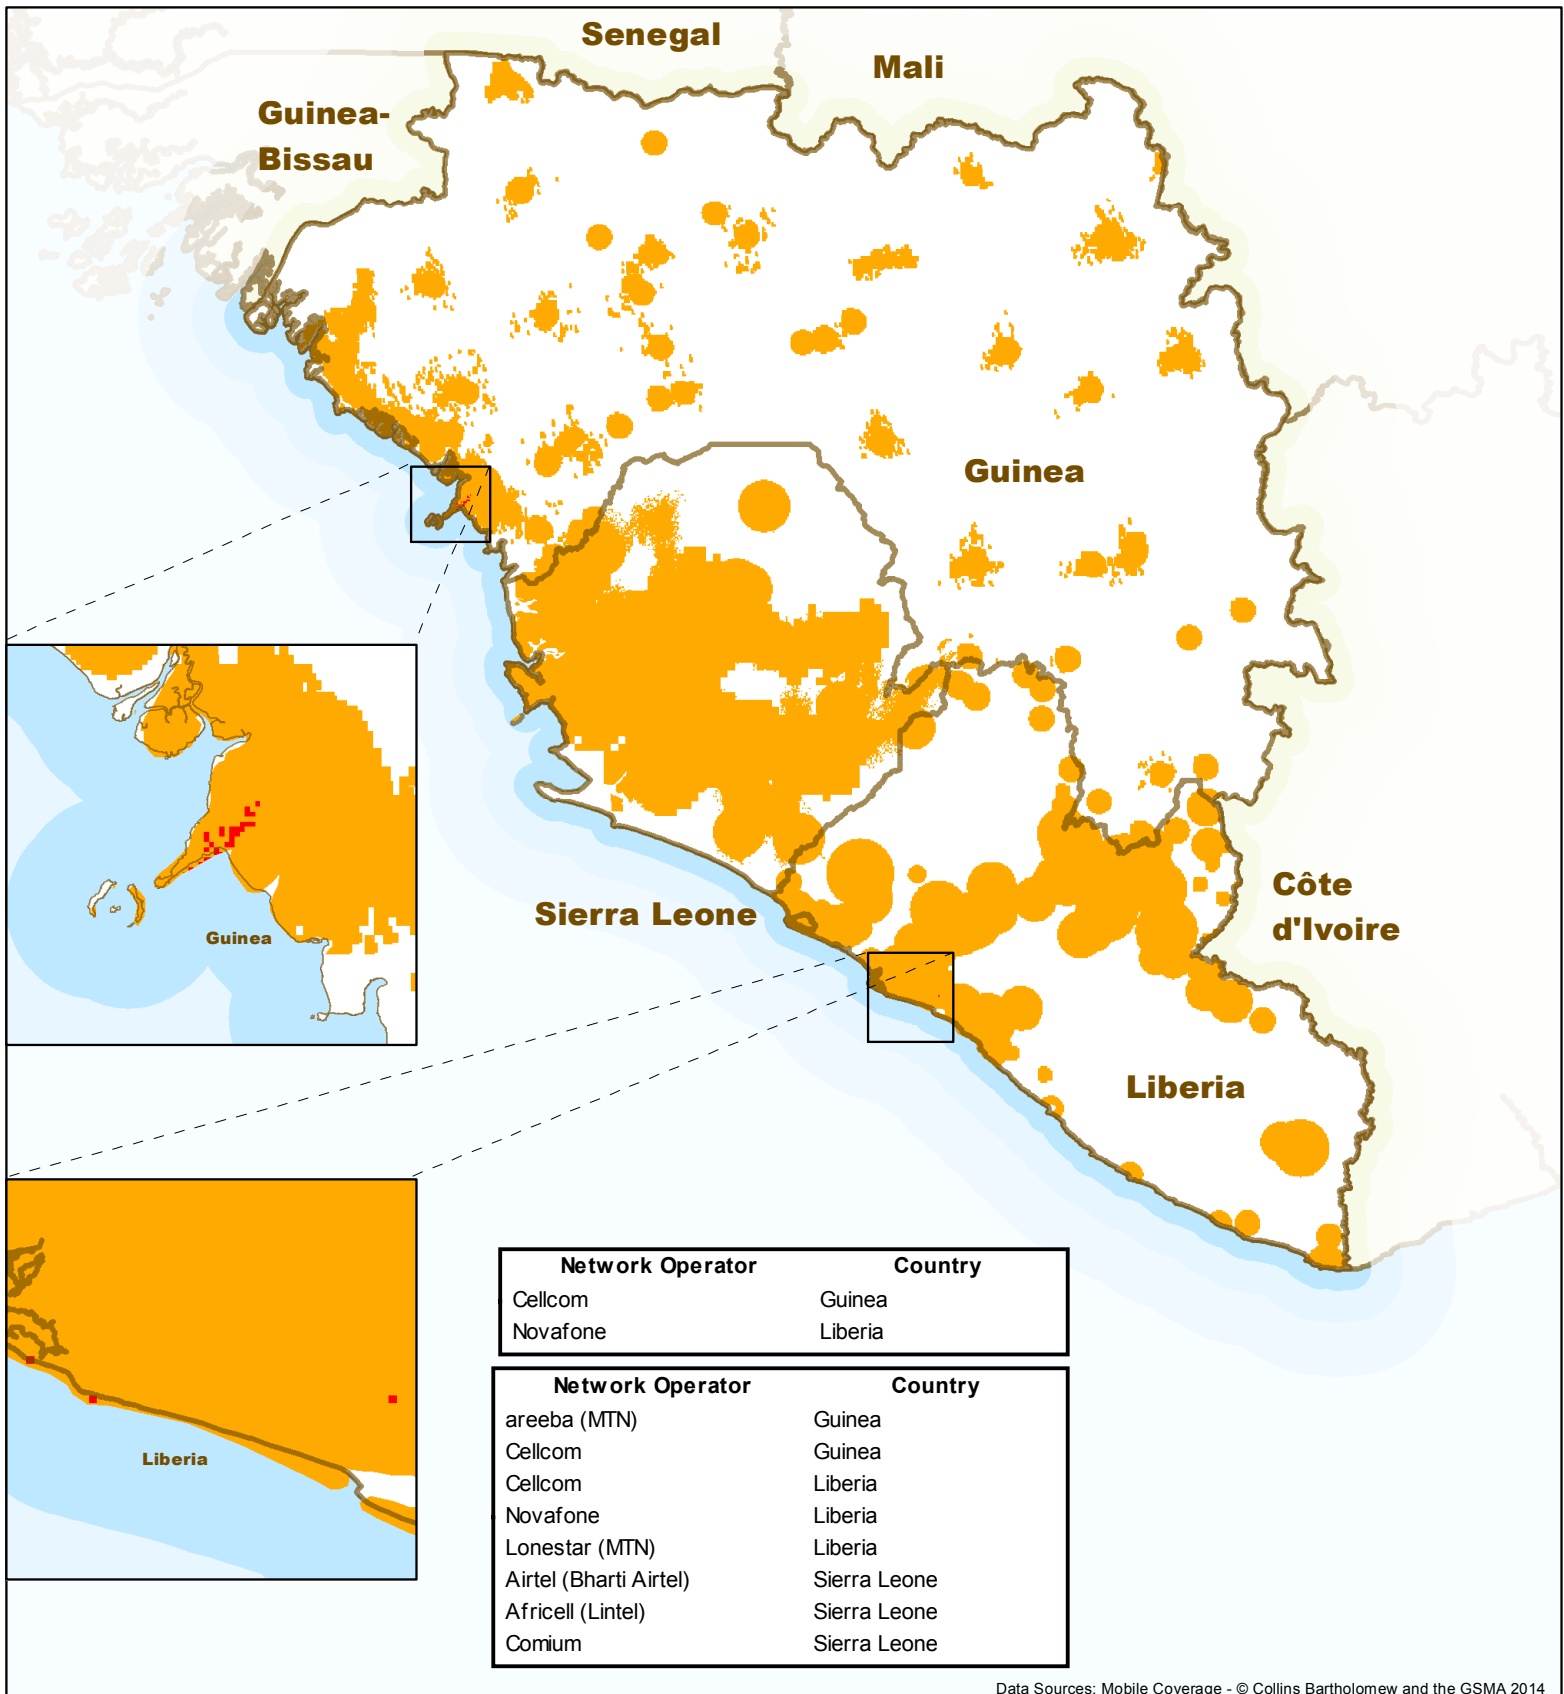 Senegal
Mali
Guinea-
Bissau
Guinea
Sierra Leone
Côte
d'Ivoire
Liberia
Guinea
Liberia
Network Operator Country
Cellcom Guinea
Novafone Liberia
Network Operator Country
areeba (MTN) Guinea
Cellcom Guinea
Cellcom Liberia
Novafone Liberia
Lonestar (MTN) Liberia
Airtel (Bharti Airtel) Sierra Leone
Africell (Lintel) Sierra Leone
Comium Sierra Leone
Data Sources: Mobile Coverage - © Collins Bartholomew and the GSMA 2014